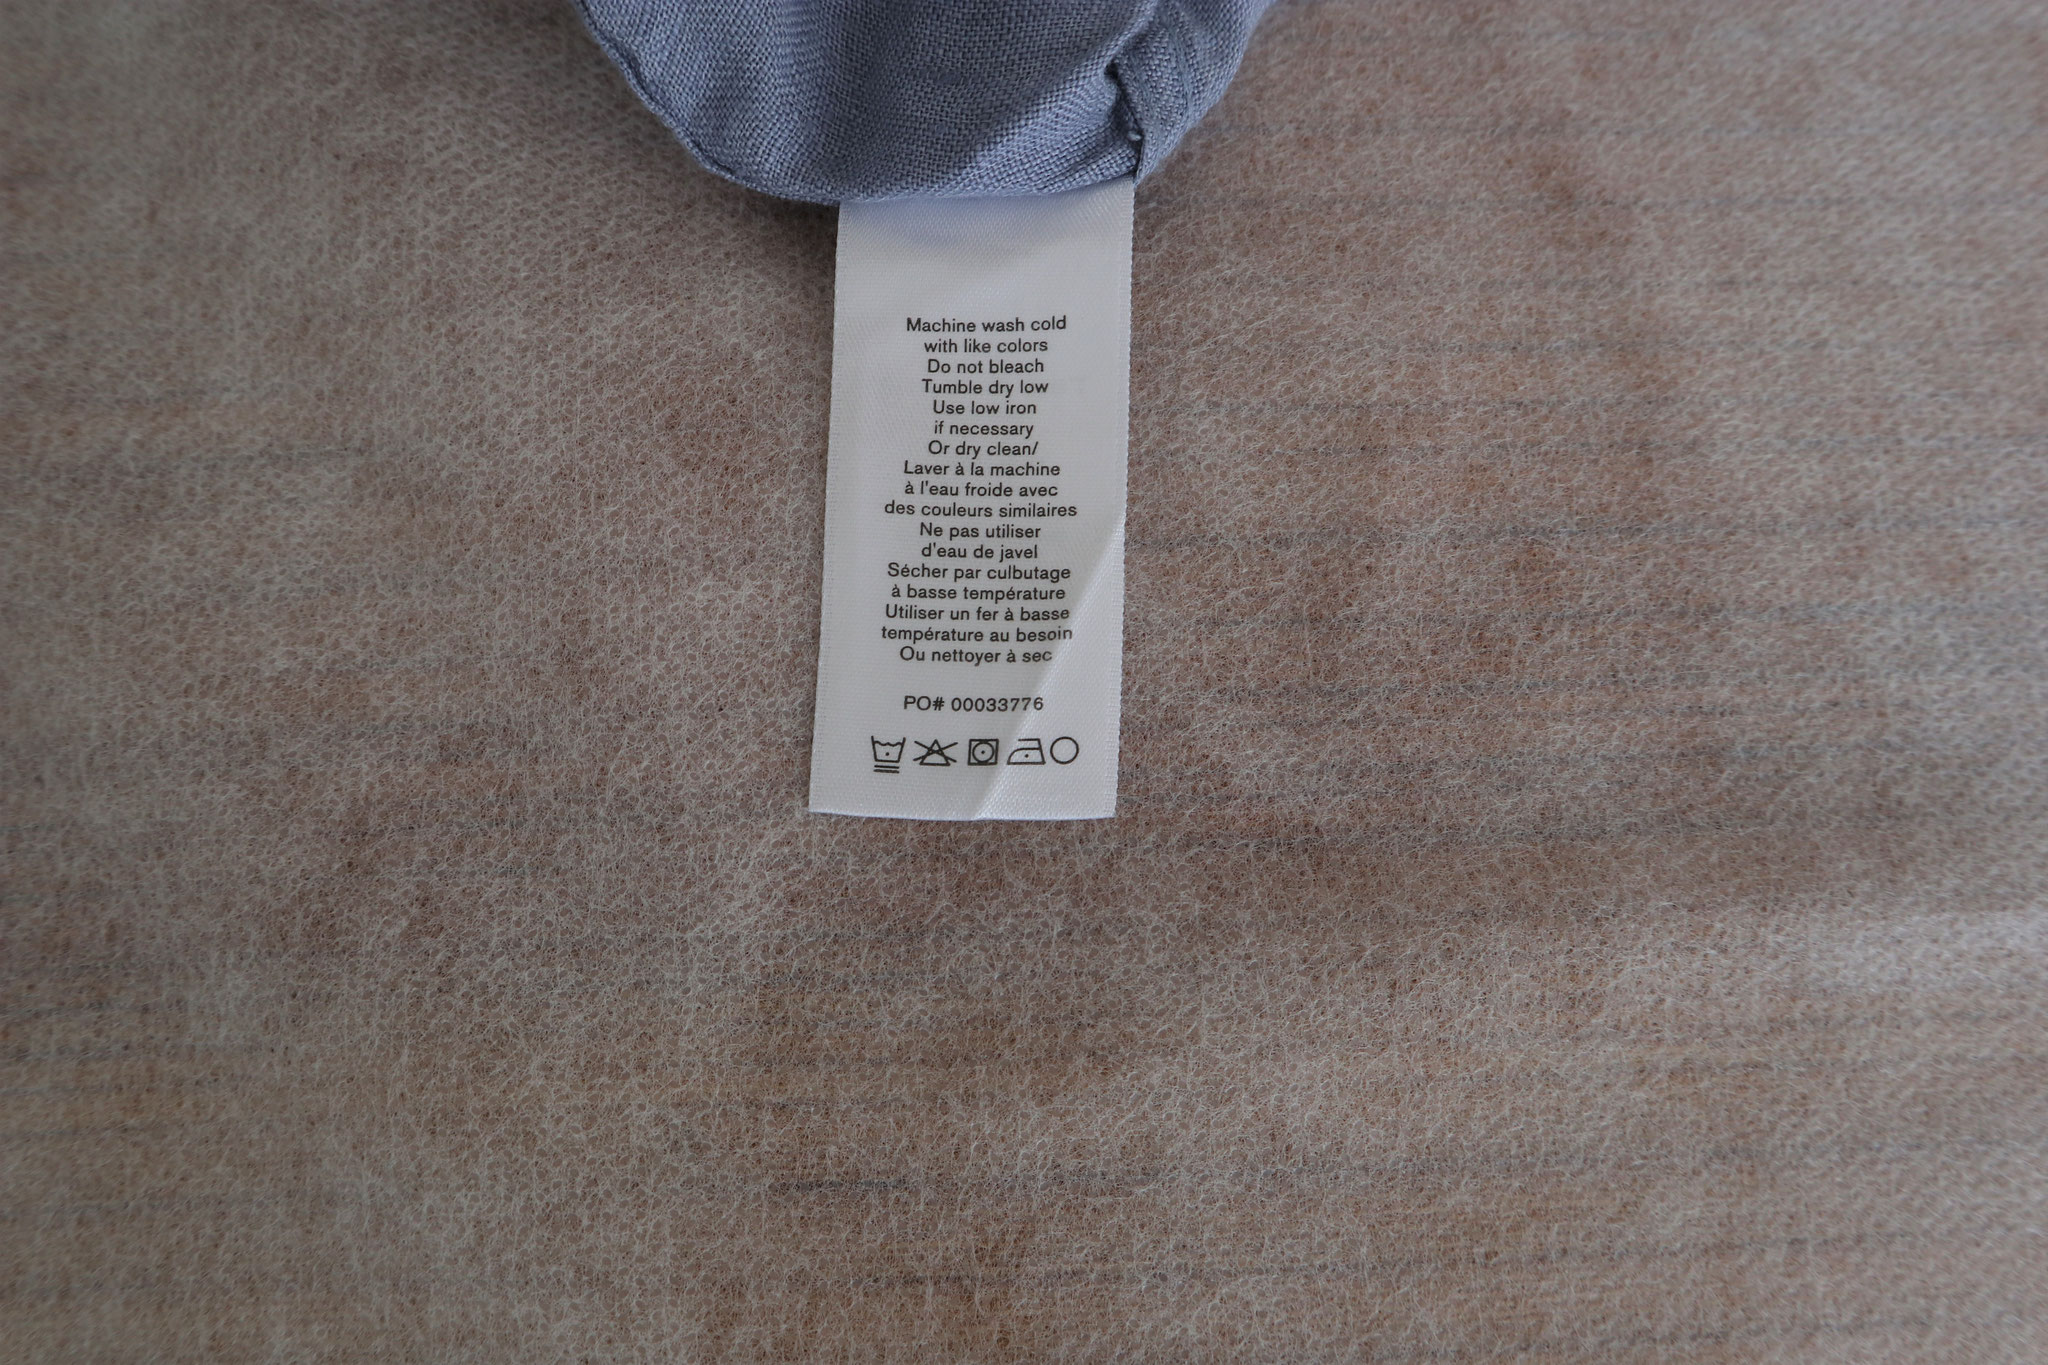 Machine wash cold
with like colors
Do not bleach
Tumble dry low
Use low iron
if necessary
Or dry clean/
Laver à la machine
à l'eau froide avec
des couleurs similaires
Ne pas utiliser
d'eau de javel
Sécher par culbutage
à basse température
Utiliser un fer à basse
température au besoin
Ou nettoyer à sec
PO# 00033776